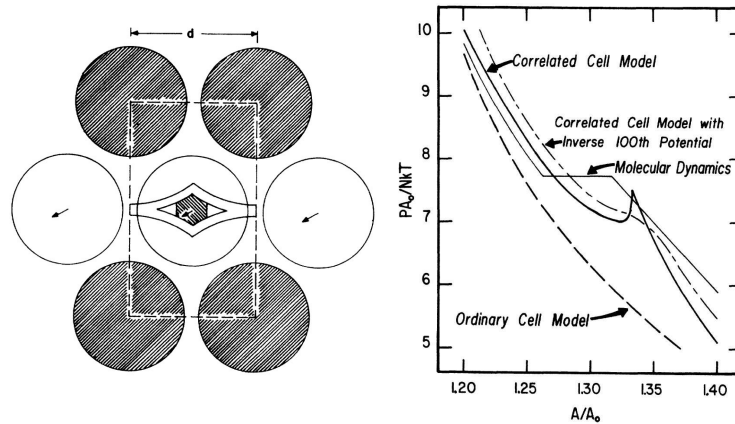 d
10
9
8
7
6
5
PA₀/NkT
Correlated Cell Model
Correlated Cell Model with
Inverse 100th Potential
Molecular Dynamics
Ordinary Cell Model
1.20
1.25
1.30
1.35
1.40
A/A₀